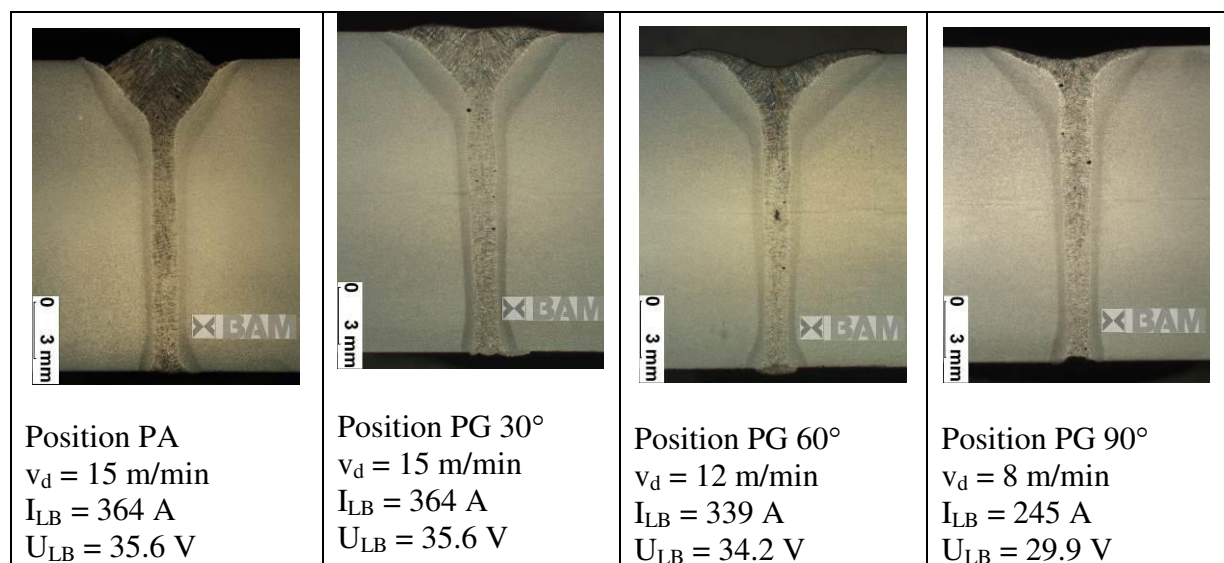 0 3 mm
BAM
Position PA
v_d = 15 m/min
I_LB = 364 A
U_LB = 35.6 V
0 3 mm
BAM
Position PG 30°
v_d = 15 m/min
I_LB = 364 A
U_LB = 35.6 V
0 3 mm
BAM
Position PG 60°
v_d = 12 m/min
I_LB = 339 A
U_LB = 34.2 V
0 3 mm
BAM
Position PG 90°
v_d = 8 m/min
I_LB = 245 A
U_LB = 29.9 V